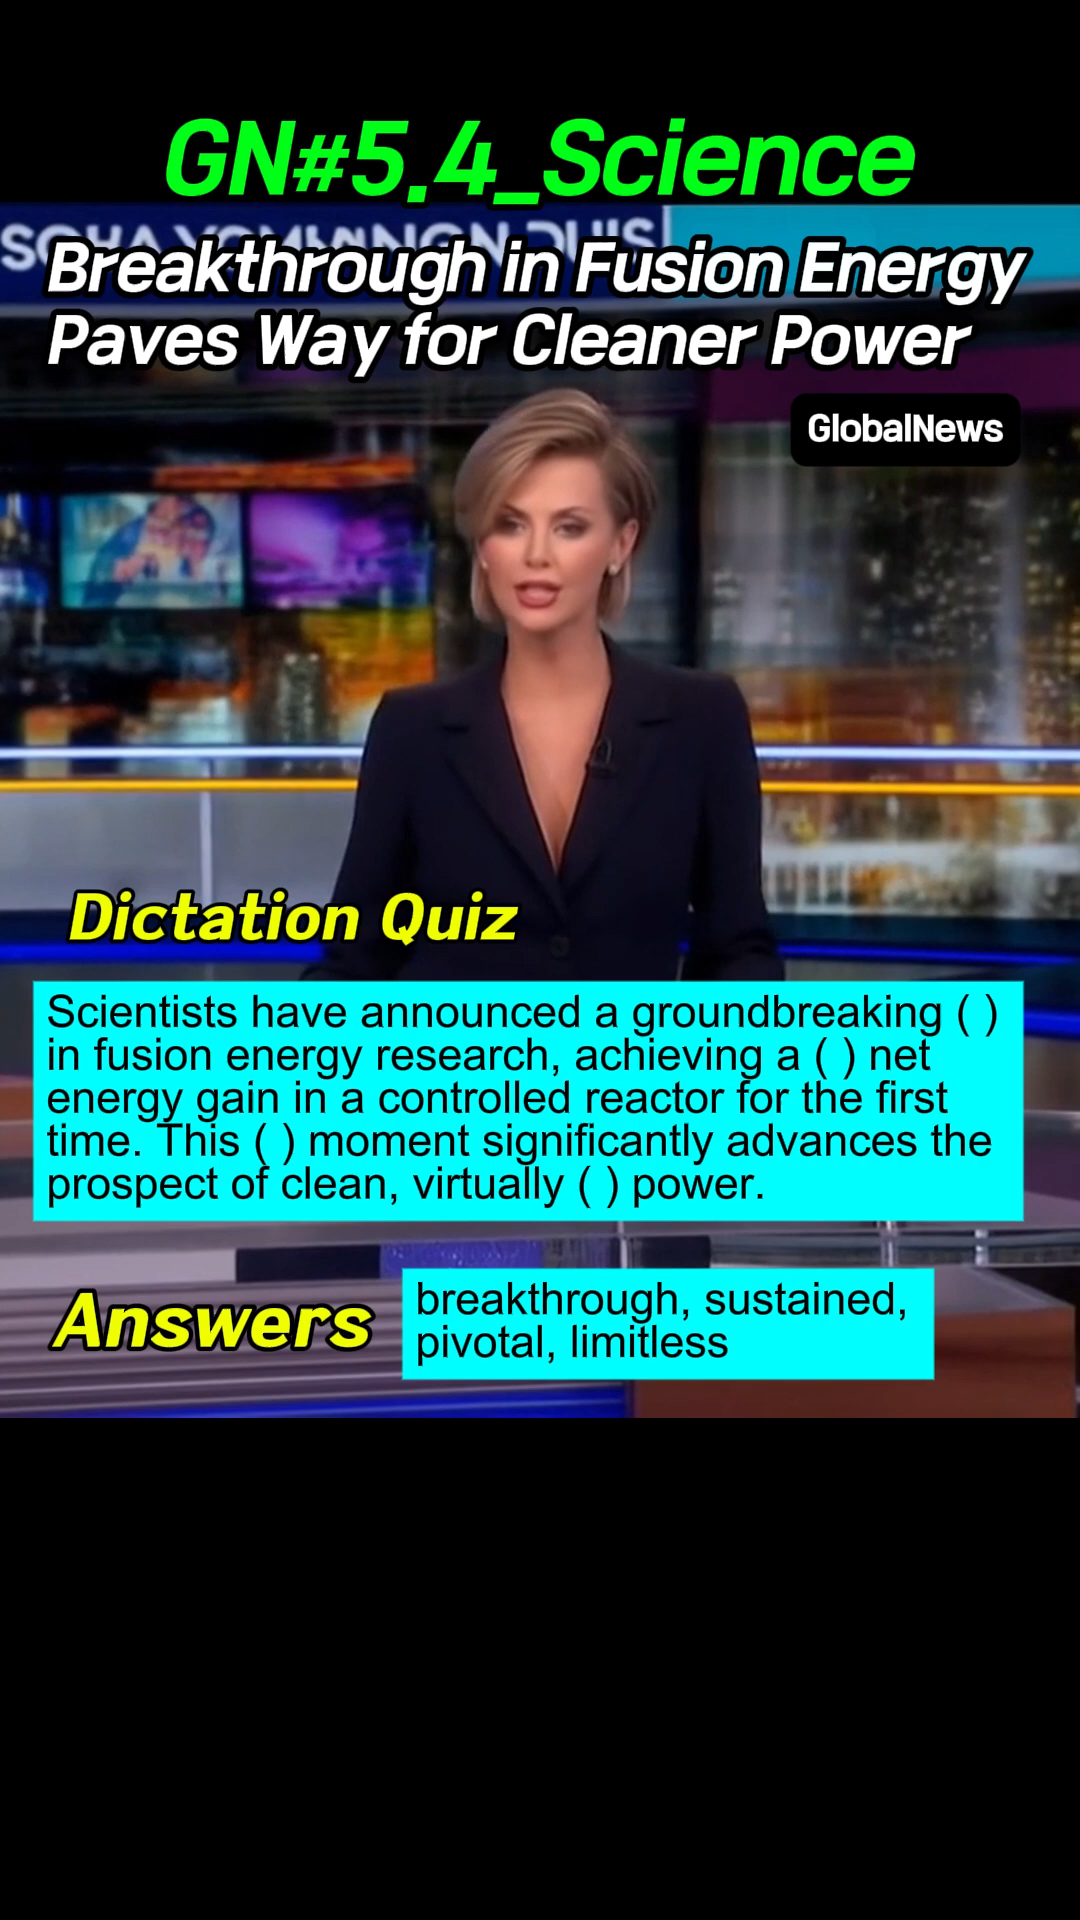 GN#5.4_Science
Breakthrough in Fusion Energy
Paves Way for Cleaner Power
GlobalNews
Dictation Quiz
Scientists have announced a groundbreaking ( )
in fusion energy research, achieving a ( ) net
energy gain in a controlled reactor for the first
time. This ( ) moment significantly advances the
prospect of clean, virtually ( ) power.
Answers
breakthrough, sustained,
pivotal, limitless